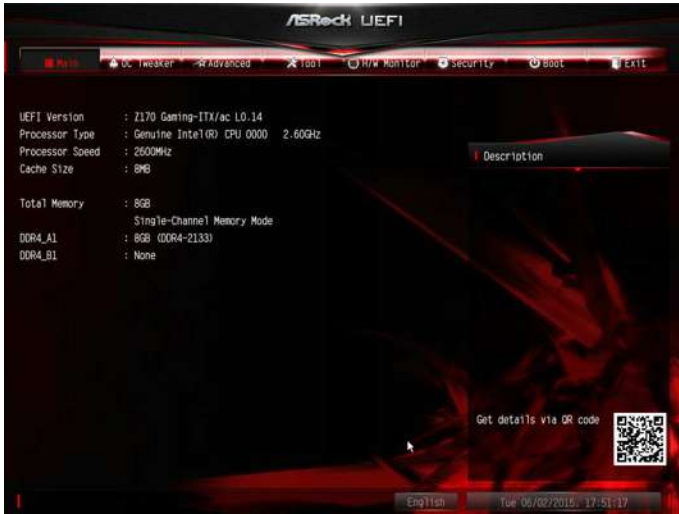 ASRock UEFI
Main OC Tweaker Advanced Tool H/W Monitor Security Boot Exit
UEFI Version : Z170 Gaming-ITX/ac L0.14
Processor Type : Genuine Intel(R) CPU 0000 2.60GHz
Processor Speed : 2600MHz
Cache Size : 8MB
Total Memory : 8GB
Single-Channel Memory Mode
DDR4_A1 : 8GB (DDR4-2133)
DDR4_B1 : None
Description
Get details via QR code
English Tue 06/02/2015. 17:51:17